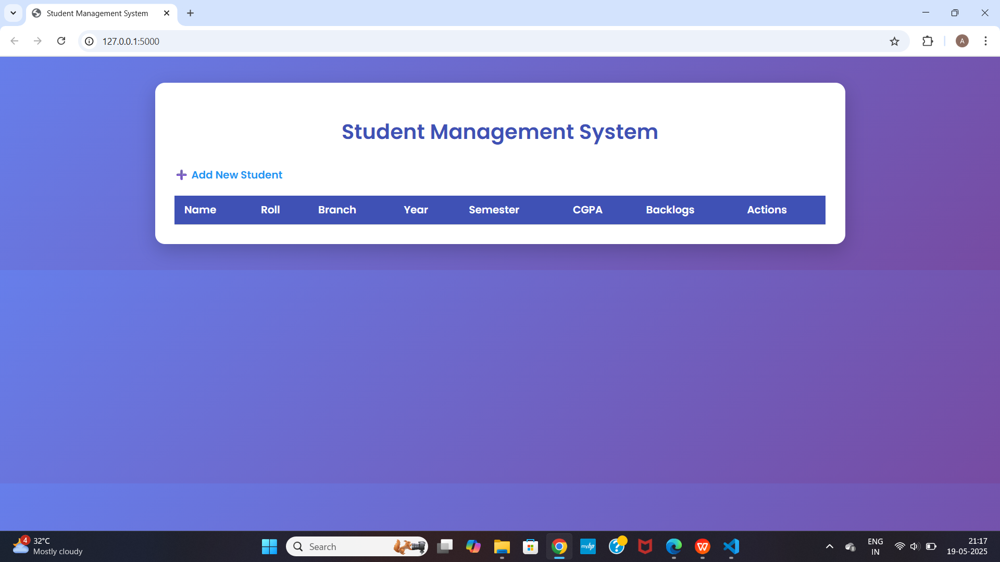 Student Management System
127.0.0.1:5000
A
Student Management System
Add New Student
Name Roll Branch Year Semester CGPA Backlogs Actions
4
32°C
Mostly cloudy
Search
myhp
W
ENG
IN
21:17
19-05-2025